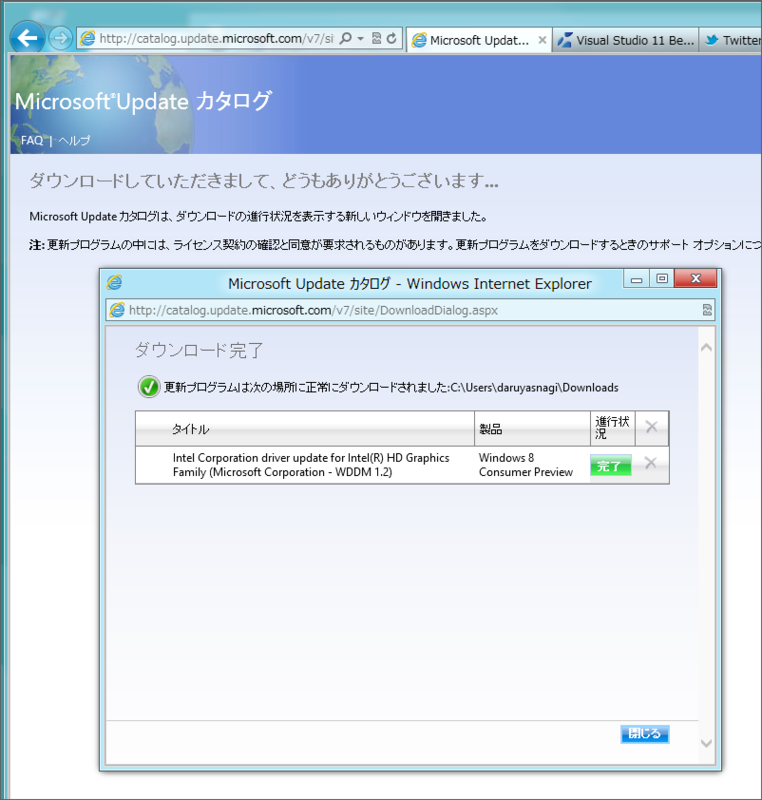 http://catalog.update.microsoft.com/v7/si
Microsoft Updat...
Visual Studio 11 Be...
Twitter
Microsoft®Update カタログ
FAQ | ヘルプ
ダウンロードしていただきまして、どうもありがとうございます...
Microsoft Update カタログは、ダウンロードの進行状況を表示する新しいウィンドウを開きました。
注: 更新プログラムの中には、ライセンス契約の確認と同意が要求されるものがあります。更新プログラムをダウンロードするときのサポート オプションにつ
Microsoft Update カタログ - Windows Internet Explorer
http://catalog.update.microsoft.com/v7/site/DownloadDialog.aspx
ダウンロード完了
更新プログラムは次の場所に正常にダウンロードされました:C:\Users\daruyasnagi\Downloads
タイトル
製品
進行状
況
Intel Corporation driver update for Intel(R) HD Graphics
Family (Microsoft Corporation - WDDM 1.2)
Windows 8
Consumer Preview
完了
閉じる